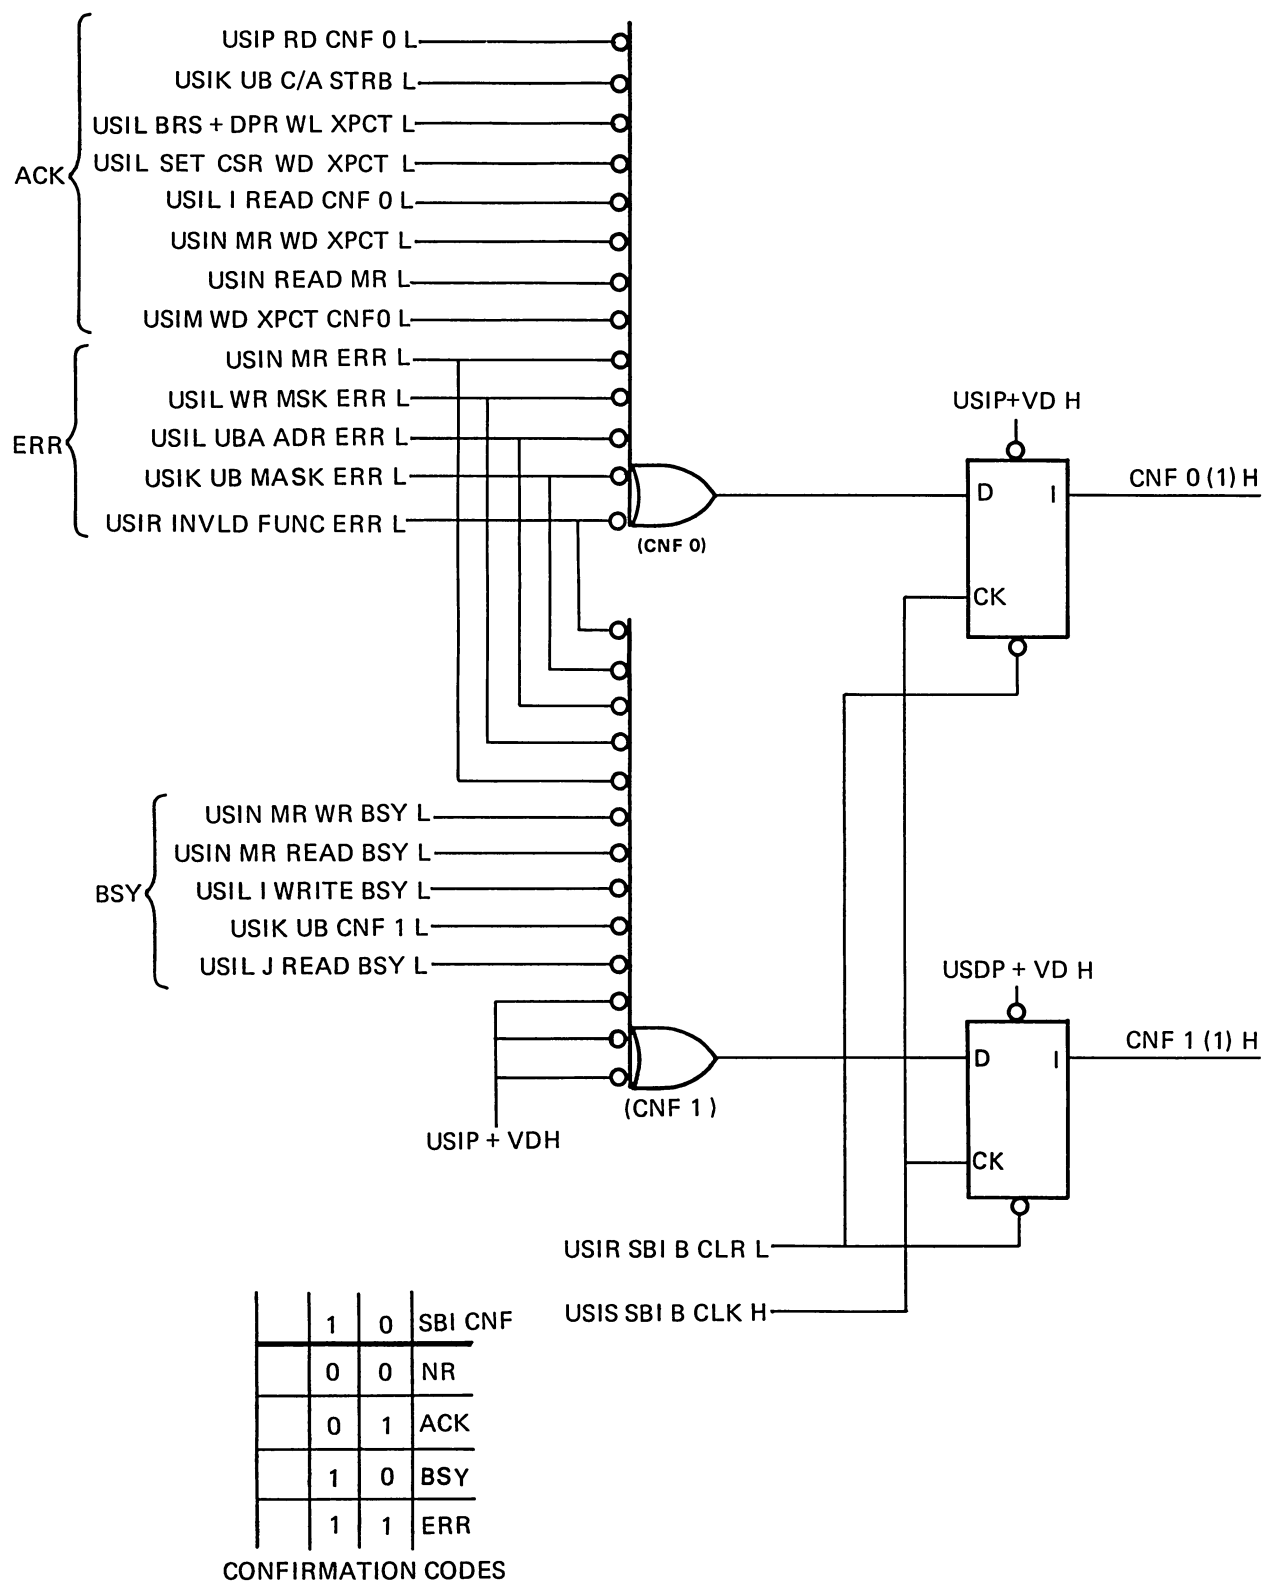 USIP RD CNF 0 L
USIK UB C/A STRB L
USIL BRS + DPR WL XPCT L
USIL SET CSR WD XPCT L
ACK
USIL I READ CNF 0 L
USIN MR WD XPCT L
USIN READ MR L
USIM WD XPCT CNF0 L
USIN MR ERR L
USIL WR MSK ERR L
USIL UBA ADR ERR L
ERR
USIK UB MASK ERR L
USIR INVLD FUNC ERR L
(CNF 0)
USIP+VD H
D I
CK
CNF 0 (1) H
USIN MR WR BSY L
USIN MR READ BSY L
USIL I WRITE BSY L
BSY
USIK UB CNF 1 L
USIL J READ BSY L
USIP + VDH
(CNF 1 )
USDP + VD H
D I
CK
CNF 1 (1) H
USIR SBI B CLR L
USIS SBI B CLK H
1 0 SBI CNF
0 0 NR
0 1 ACK
1 0 BSY
1 1 ERR
CONFIRMATION CODES